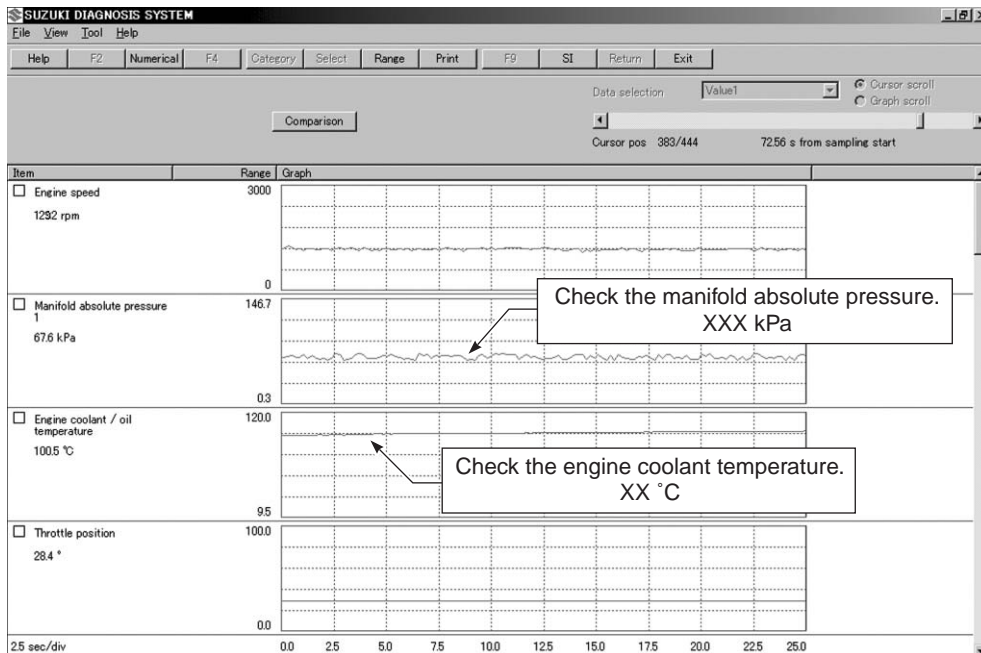 SUZUKI DIAGNOSIS SYSTEM
File View Tool Help
Help F2 Numerical F4 Category Select Range Print F9 SI Return Exit
Data selection Value1 Cursor scroll
Graph scroll
Comparison
Cursor pos 383/444 72.56 s from sampling start
Item Range Graph
Engine speed 3000
1292 rpm
0
Manifold absolute pressure 146.7
1
67.6 kPa
0.3
Check the manifold absolute pressure.
XXX kPa
Engine coolant / oil 120.0
temperature
100.5 °C
9.5
Check the engine coolant temperature.
XX ˚C
Throttle position 100.0
28.4 °
0.0
2.5 sec/div 0.0 2.5 5.0 7.5 10.0 12.5 15.0 17.5 20.0 22.5 25.0